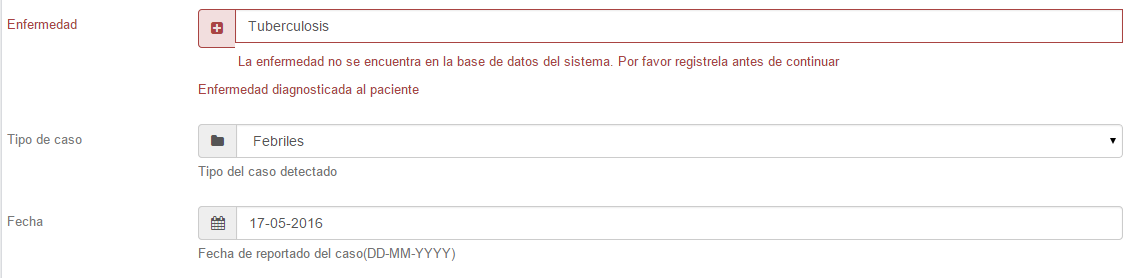 Enfermedad
Tuberculosis
La enfermedad no se encuentra en la base de datos del sistema. Por favor registrela antes de continuar
Enfermedad diagnosticada al paciente
Tipo de caso
Febriles
Tipo del caso detectado
Fecha
17-05-2016
Fecha de reportado del caso(DD-MM-YYYY)